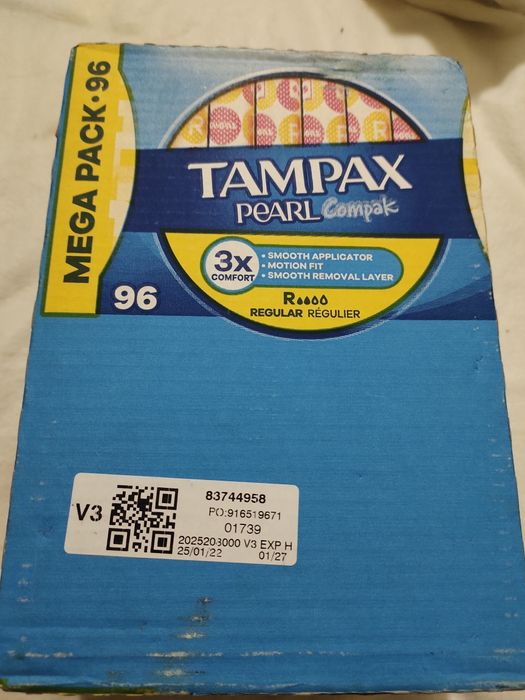 MEGA PACK•96
R TAMPAX R
TAMPAX
PEARL Compak
3X
COMFORT
• SMOOTH APPLICATOR
• MOTION FIT
• SMOOTH REMOVAL LAYER
96
R
REGULAR RÉGULIER
V3
83744958
PO:916519671
01739
2025203000 V3 EXP H
25/01/22 01/27